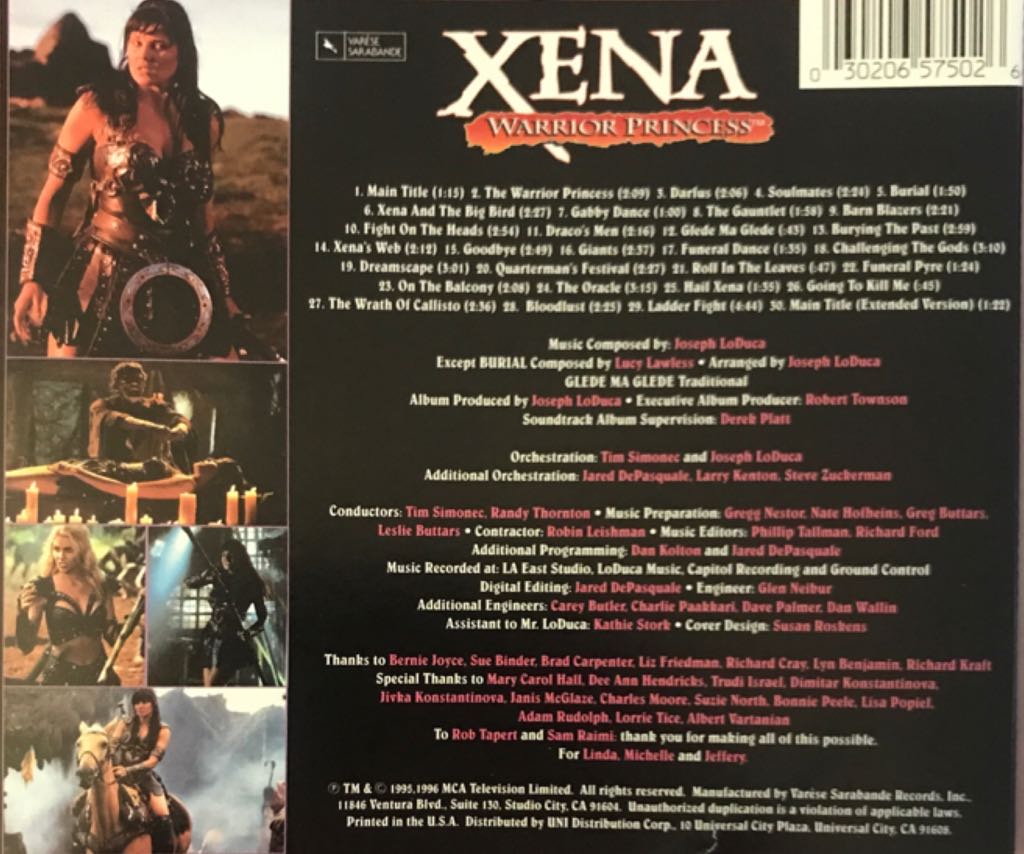 VARÈSE
SARABANDE
XENA
WARRIOR PRINCESS™
0 30206 57502 6
1. Main Title (1:15) 2. The Warrior Princess (2:09) 3. Darius (2:06) 4. Soulmates (2:24) 5. Burial (1:50)
6. Xena And The Big Bird (2:27) 7. Gabby Dance (1:00) 8. The Gauntlet (1:58) 9. Barn Blazers (2:21)
10. Fight On The Heads (2:54) 11. Draco's Men (2:16) 12. Glede Ma Glede (:43) 13. Burying The Past (2:59)
14. Xena's Web (2:12) 15. Goodbye (2:49) 16. Giants (2:37) 17. Funeral Dance (1:35) 18. Challenging The Gods (3:10)
19. Dreamscape (3:01) 20. Quarterman's Festival (2:27) 21. Roll In The Leaves (:47) 22. Funeral Pyre (1:24)
23. On The Balcony (2:08) 24. The Oracle (3:15) 25. Hail Xena (1:35) 26. Going To Kill Me (:45)
27. The Wrath Of Callisto (2:36) 28. Bloodlust (2:25) 29. Ladder Fight (4:44) 30. Main Title (Extended Version) (1:22)
Music Composed by: Joseph LoDuca
Except BURIAL Composed by Lucy Lawless • Arranged by Joseph LoDuca
GLEDE MA GLEDE Traditional
Album Produced by Joseph LoDuca • Executive Album Producer: Robert Townson
Soundtrack Album Supervision: Derek Platt
Orchestration: Tim Simonec and Joseph LoDuca
Additional Orchestration: Jared DePasquale, Larry Kenton, Steve Zuckerman
Conductors: Tim Simonec, Randy Thornton • Music Preparation: Gregg Nestor, Nate Hofheins, Greg Buttars,
Leslie Buttars • Contractor: Robin Leishman • Music Editors: Phillip Tallman, Richard Ford
Additional Programming: Dan Kolton and Jared DePasquale
Music Recorded at: LA East Studio, LoDuca Music, Capitol Recording and Ground Control
Digital Editing: Jared DePasquale • Engineer: Glen Neibur
Additional Engineers: Carey Butler, Charlie Paakkari, Dave Palmer, Dan Wallin
Assistant to Mr. LoDuca: Kathie Stork • Cover Design: Susan Roskens
Thanks to Bernie Joyce, Sue Binder, Brad Carpenter, Liz Friedman, Richard Cray, Lyn Benjamin, Richard Kraft
Special Thanks to Mary Carol Hall, Dee Ann Hendricks, Trudi Israel, Dimitar Konstantinova,
Jivka Konstantinova, Janis McGlaze, Charles Moore, Suzie North, Bonnie Peele, Lisa Popiel,
Adam Rudolph, Lorrie Tice, Albert Vartanian
To Rob Tapert and Sam Raimi: thank you for making all of this possible.
For Linda, Michelle and Jeffery.
℗ TM & © 1995, 1996 MCA Television Limited. All rights reserved. Manufactured by Varèse Sarabande Records, Inc.,
11846 Ventura Blvd., Suite 130, Studio City, CA 91604. Unauthorized duplication is a violation of applicable laws.
Printed in the U.S.A. Distributed by UNI Distribution Corp., 10 Universal City Plaza, Universal City, CA 91608.